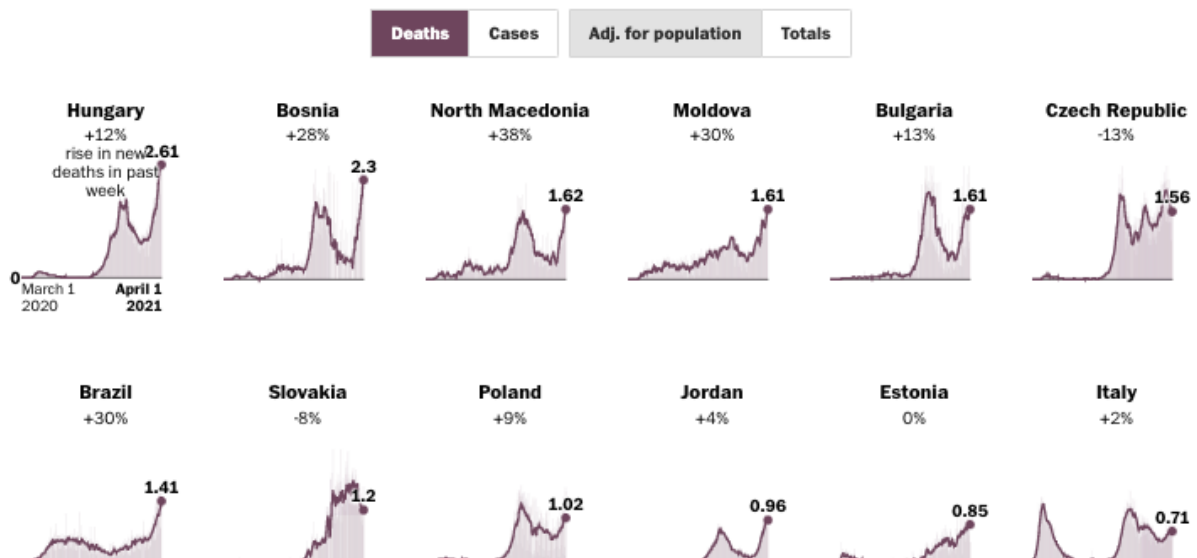 Deaths Cases Adj. for population Totals
Hungary Bosnia North Macedonia Moldova Bulgaria Czech Republic
+12% +28% +38% +30% +13% -13%
rise in new
deaths in past
week
2.61 2.3 1.62 1.61 1.61 1.56
0
March 1
2020
April 1
2021
Brazil Slovakia Poland Jordan Estonia Italy
+30% -8% +9% +4% 0% +2%
1.41 1.2 1.02 0.96 0.85 0.71